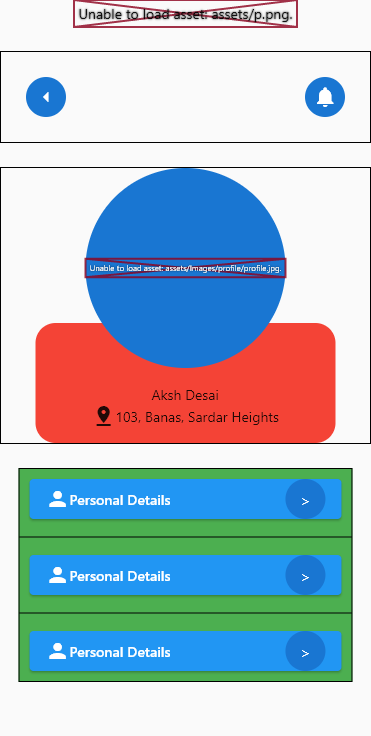 Unable to load asset: assets/p.png.
Unable to load asset: assets/images/profile/profile.jpg.
Aksh Desai
103, Banas, Sardar Heights
Personal Details >
Personal Details >
Personal Details >